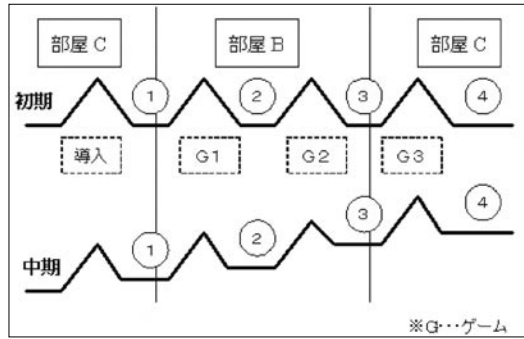 部屋C 部屋B 部屋C
初期 ① ② ③ ④
導入 G1 G2 G3
中期 ① ② ③ ④
※G・・・ゲーム